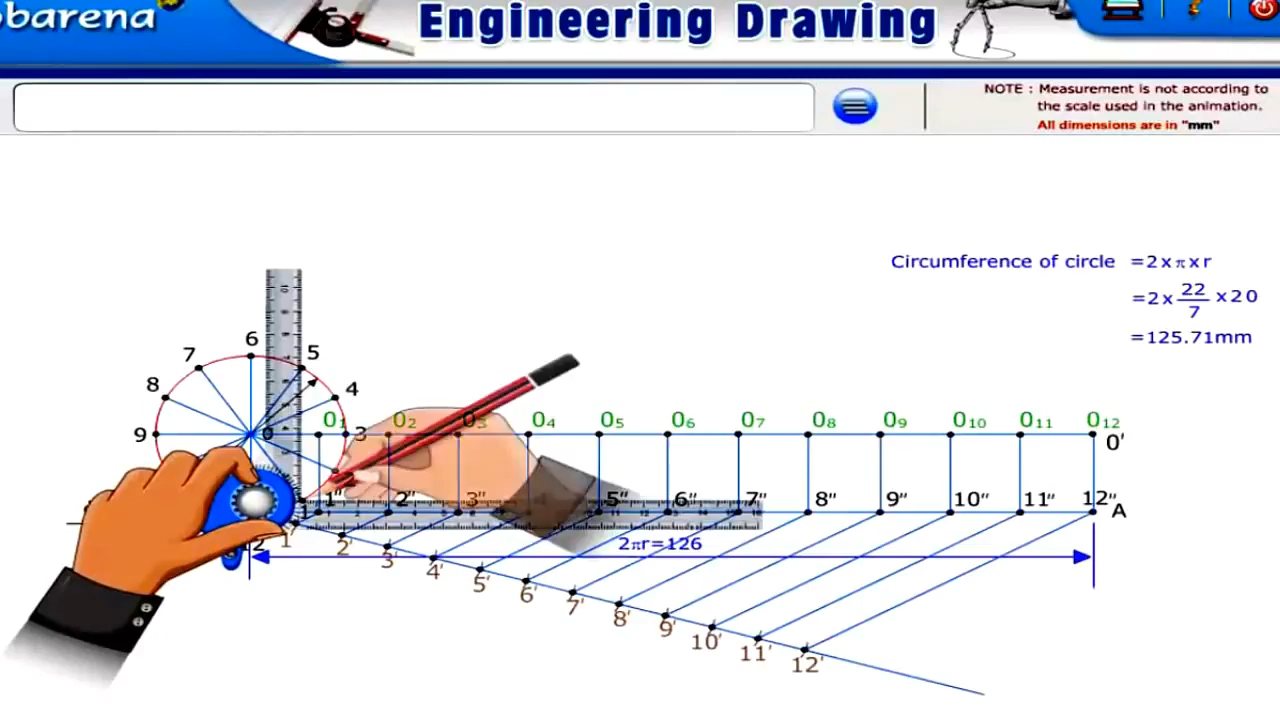 obarena
Engineering Drawing
NOTE : Measurement is not according to
the scale used in the animation.
All dimensions are in "mm"
Circumference of circle = 2 x π x r
= 2 x 22/7 x 20
= 125.71mm
6
7 5
8 4
9 0 3
O₁ O₂ O₃ O₄ O₅ O₆ O₇ O₈ O₉ O₁₀ O₁₁ O₁₂
O'
1" 2" 3" 5" 6" 7" 8" 9" 10" 11" 12" A
1
12
2πr=126
1' 2' 3' 4' 5' 6' 7' 8' 9' 10' 11' 12'